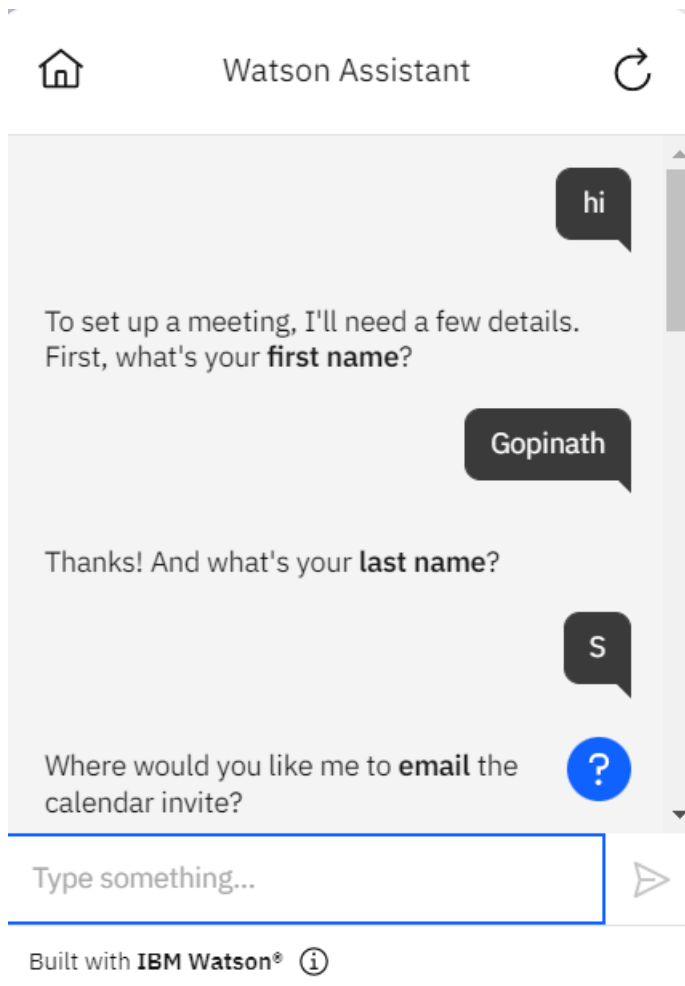 Watson Assistant
hi
To set up a meeting, I'll need a few details.
First, what's your first name?
Gopinath
Thanks! And what's your last name?
S
Where would you like me to email the
calendar invite?
?
Type something...
Built with IBM Watson®